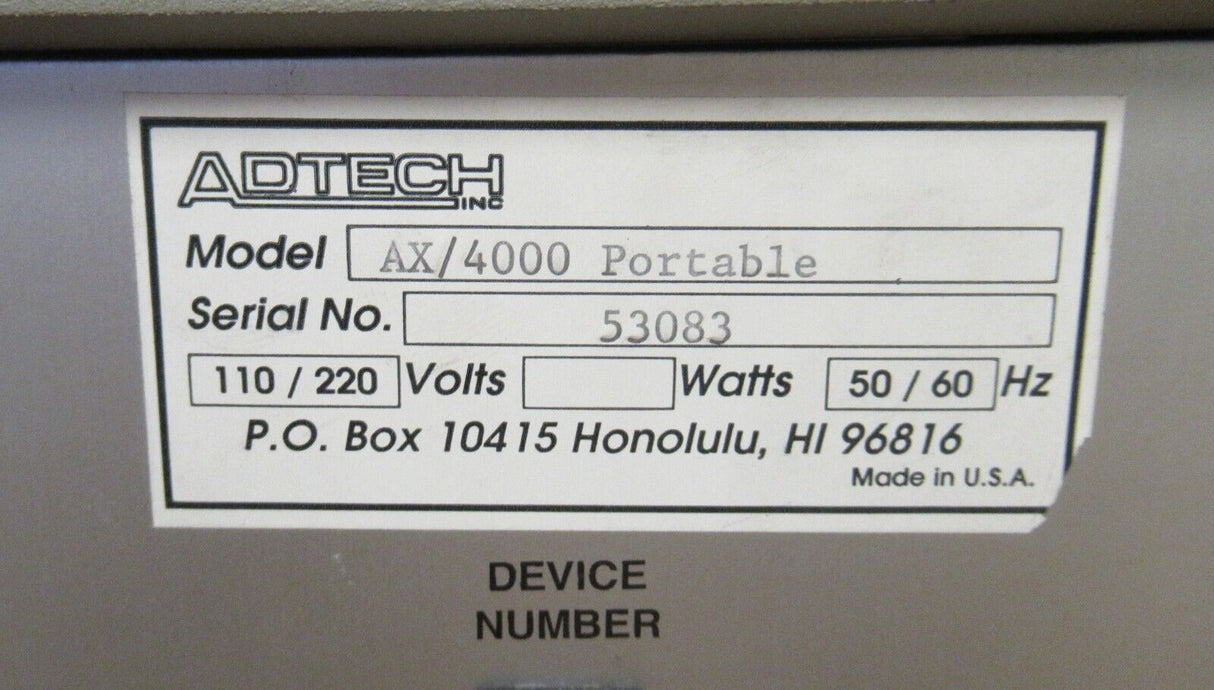 ADTECH INC
Model AX/4000 Portable
Serial No. 53083
110 / 220 Volts Watts 50 / 60 Hz
P.O. Box 10415 Honolulu, HI 96816
Made in U.S.A.
DEVICE
NUMBER